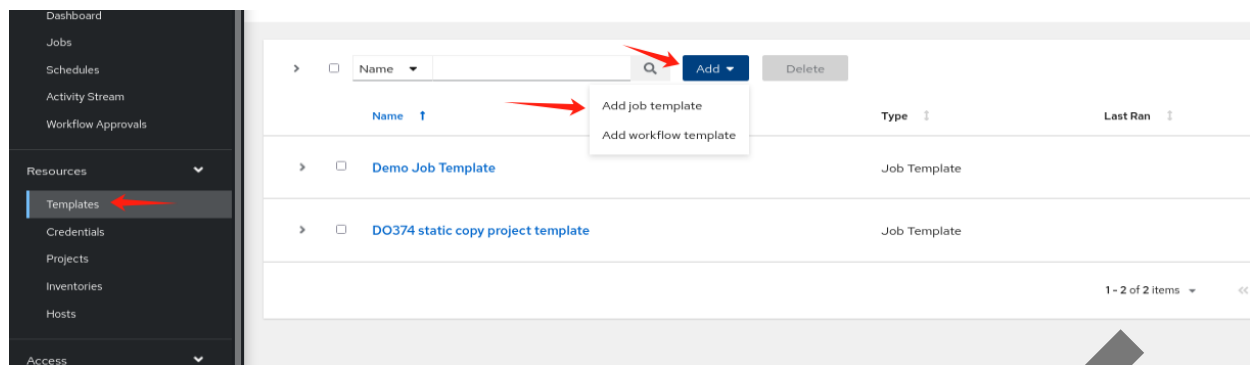 Dashboard
Jobs
Schedules
Activity Stream
Workflow Approvals
Resources
Templates
Credentials
Projects
Inventories
Hosts
Access
Name Add Delete
Add job template
Add workflow template
Name Type Last Ran
Demo Job Template Job Template
DO374 static copy project template Job Template
1 - 2 of 2 items